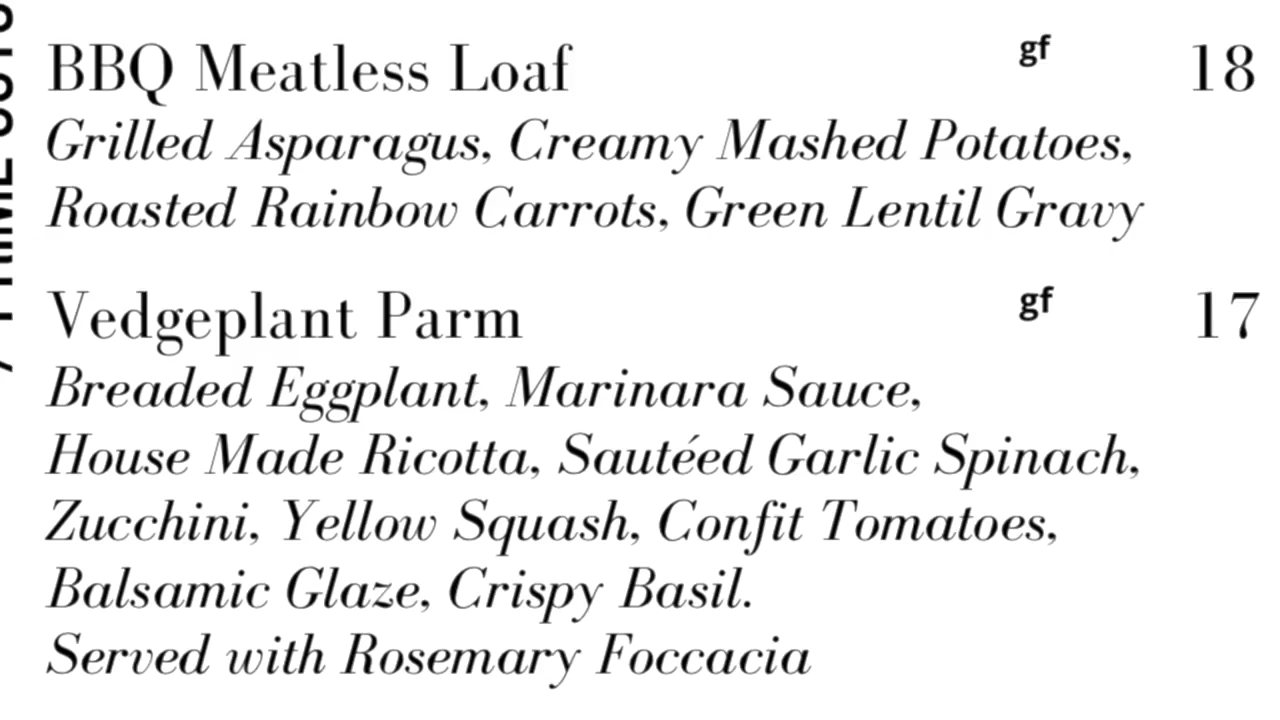 BBQ Meatless Loaf gf 18
Grilled Asparagus, Creamy Mashed Potatoes,
Roasted Rainbow Carrots, Green Lentil Gravy
Vedgeplant Parm gf 17
Breaded Eggplant, Marinara Sauce,
House Made Ricotta, Sautéed Garlic Spinach,
Zucchini, Yellow Squash, Confit Tomatoes,
Balsamic Glaze, Crispy Basil.
Served with Rosemary Foccacia